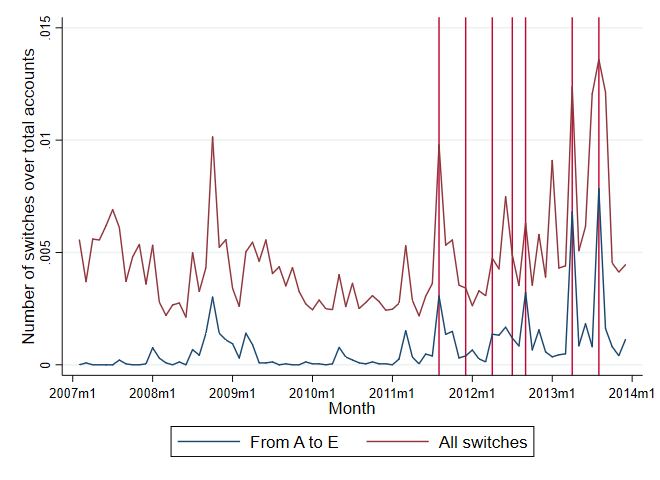 Number of switches over total accounts
.015
.01
.005
0
2007m1 2008m1 2009m1 2010m1 2011m1 2012m1 2013m1 2014m1
Month
From A to E All switches